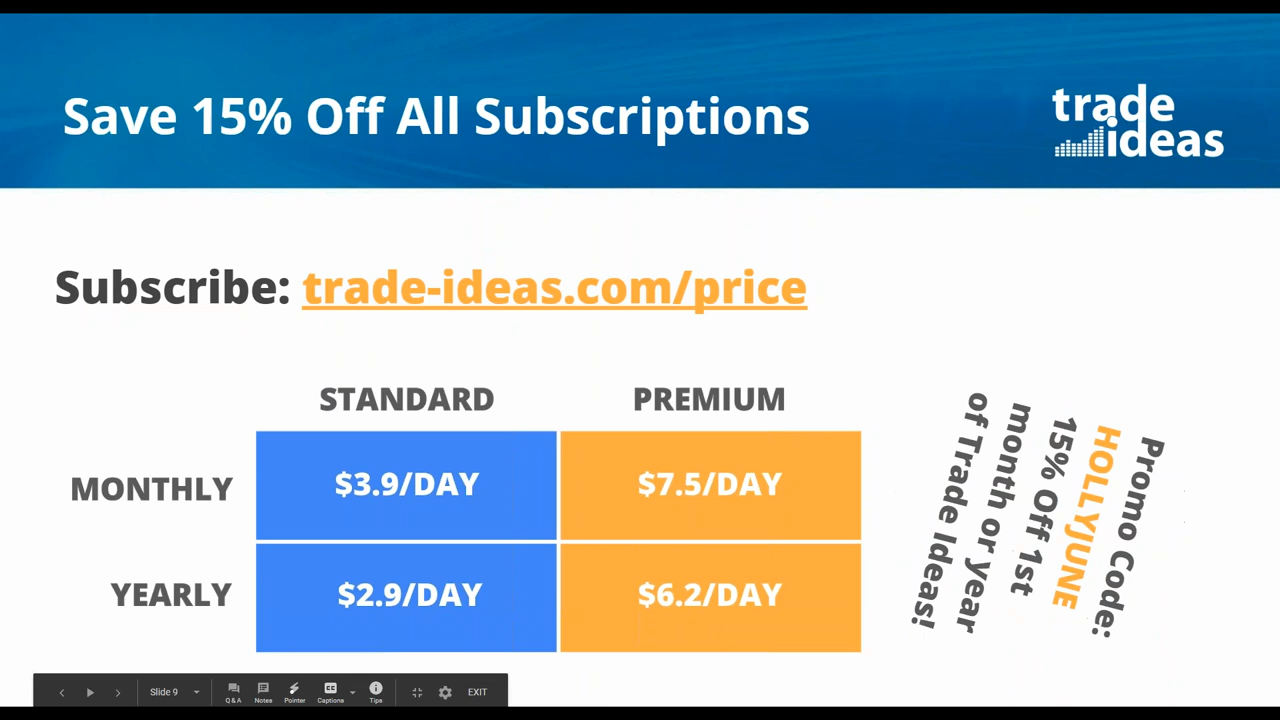 Save 15% Off All Subscriptions
trade
ideas
Subscribe: trade-ideas.com/price
STANDARD PREMIUM
MONTHLY $3.9/DAY $7.5/DAY
YEARLY $2.9/DAY $6.2/DAY
Promo Code:
HOLLYJUNE
15% Off 1st
month or year
of Trade Ideas!
Slide 9 Q & A Notes Pointer Captions Tips EXIT